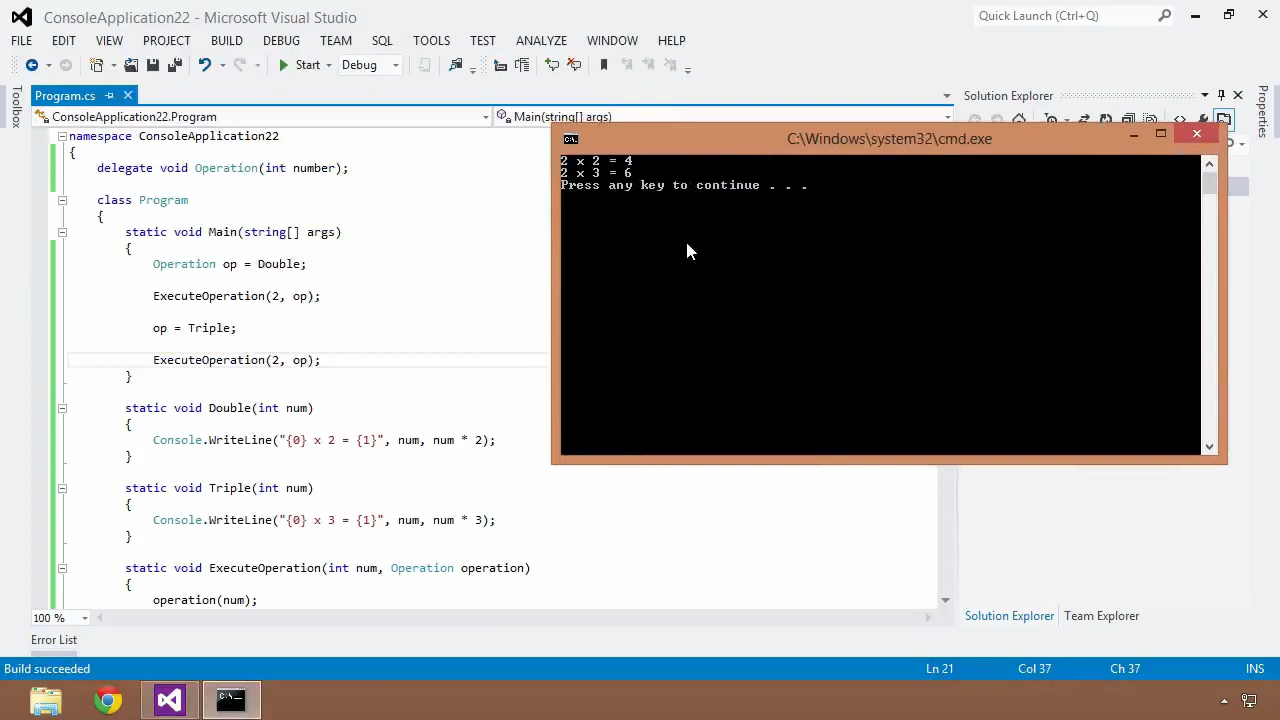 ConsoleApplication22 - Microsoft Visual Studio
Quick Launch (Ctrl+Q)
FILE EDIT VIEW PROJECT BUILD DEBUG TEAM SQL TOOLS TEST ANALYZE WINDOW HELP
Start Debug
Toolbox
Program.cs
Solution Explorer
Properties
ConsoleApplication22.Program
Main(string[] args)
namespace ConsoleApplication22
{
delegate void Operation(int number);
class Program
{
static void Main(string[] args)
{
Operation op = Double;
ExecuteOperation(2, op);
op = Triple;
ExecuteOperation(2, op);
}
static void Double(int num)
{
Console.WriteLine("{0} x 2 = {1}", num, num * 2);
}
static void Triple(int num)
{
Console.WriteLine("{0} x 3 = {1}", num, num * 3);
}
static void ExecuteOperation(int num, Operation operation)
{
operation(num);
C:\Windows\system32\cmd.exe
2 x 2 = 4
2 x 3 = 6
Press any key to continue . . .
100 %
Solution Explorer Team Explorer
Error List
Build succeeded
Ln 21 Col 37 Ch 37 INS